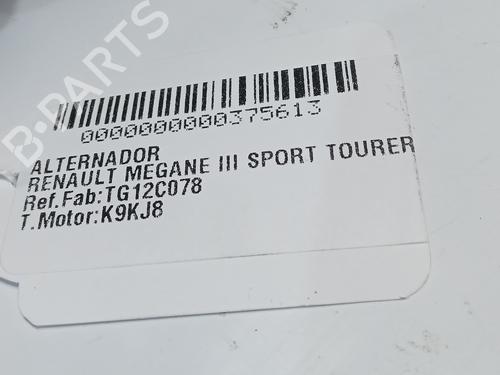 B-PARTS
0000000000375613
ALTERNADOR
RENAULT MEGANE III SPORT TOURER
Ref.Fab:TG12C078
T.Motor:K9KJ8